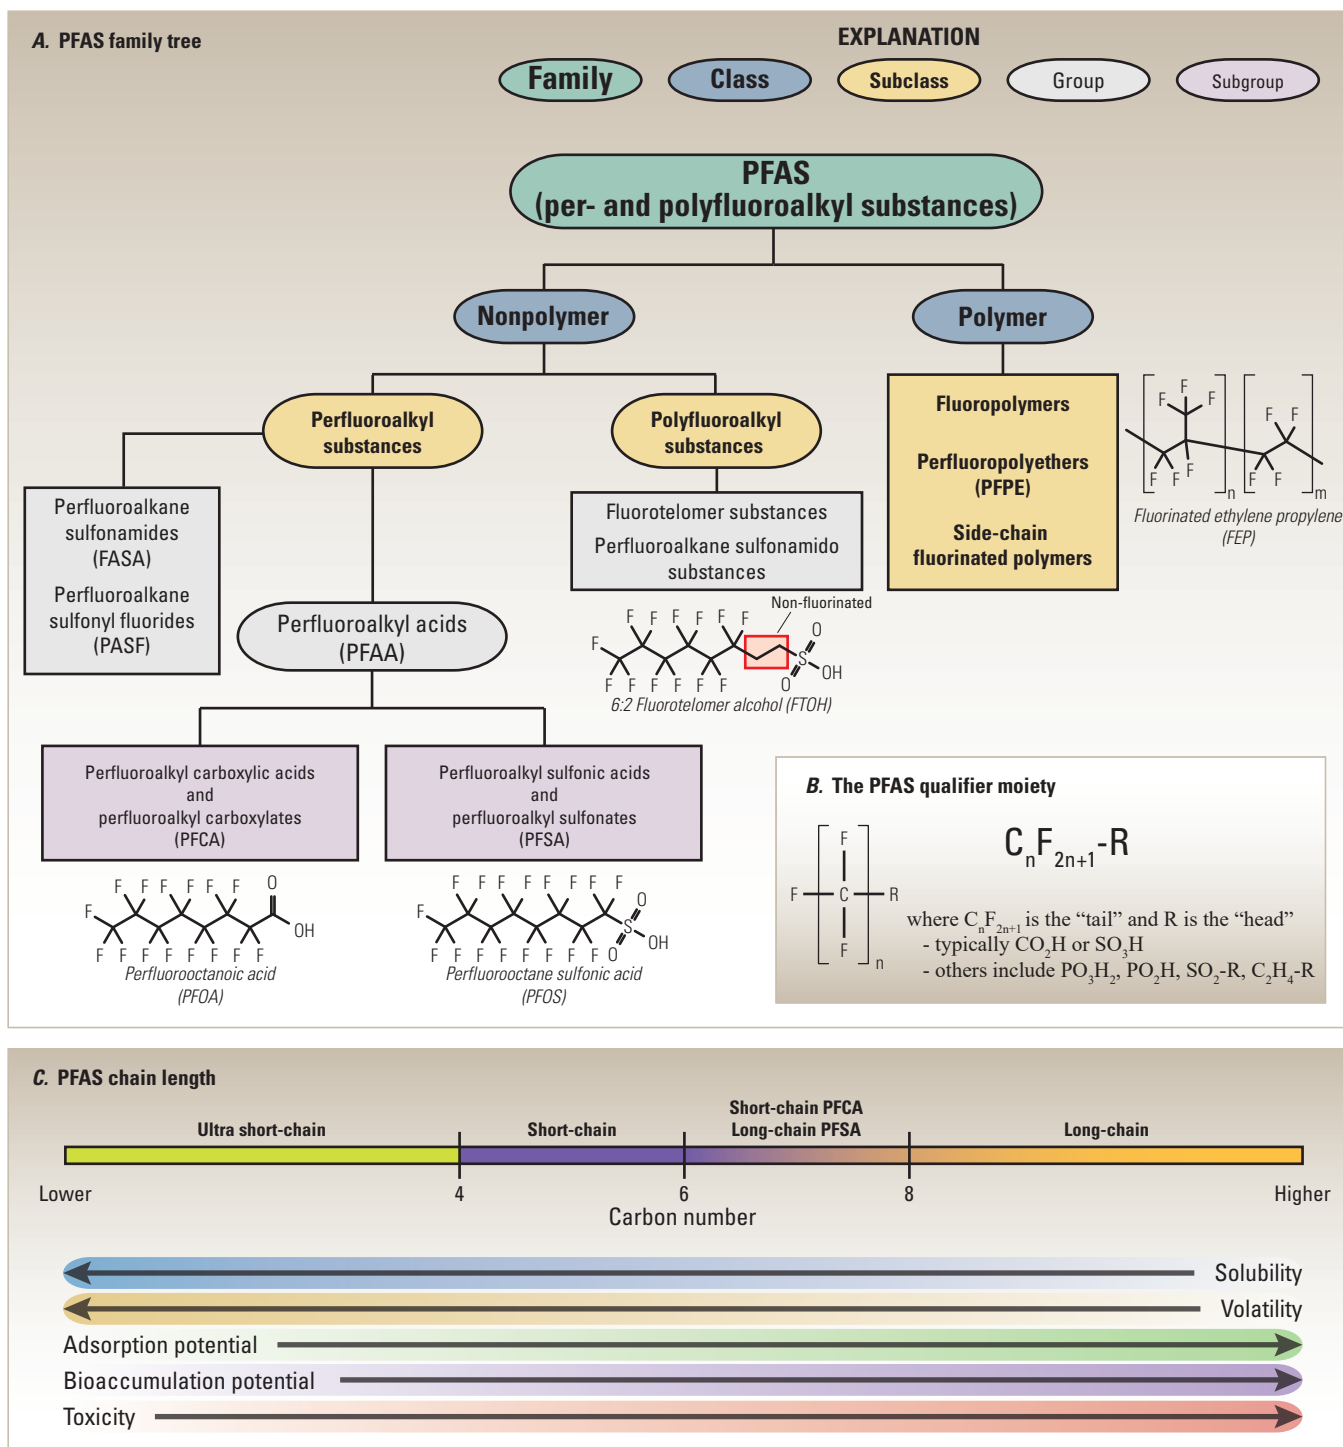 A. PFAS family tree
EXPLANATION
Family
Class
Subclass
Group
Subgroup
PFAS
(per- and polyfluoroalkyl substances)
Nonpolymer
Polymer
Perfluoroalkyl
substances
Polyfluoroalkyl
substances
Fluoropolymers
Perfluoropolyethers
(PFPE)
Side-chain
fluorinated polymers
F
F F
F F
F F F
F F
n
m
Fluorinated ethylene propylene
(FEP)
Perfluoroalkane
sulfonamides
(FASA)
Perfluoroalkane
sulfonyl fluorides
(PASF)
Fluorotelomer substances
Perfluoroalkane sulfonamido
substances
Perfluoroalkyl acids
(PFAA)
Non-fluorinated
F F F F F F
F
O
S
OH
O
F F F F F F
6:2 Fluorotelomer alcohol (FTOH)
Perfluoroalkyl carboxylic acids
and
perfluoroalkyl carboxylates
(PFCA)
Perfluoroalkyl sulfonic acids
and
perfluoroalkyl sulfonates
(PFSA)
F F F F F F O
F
OH
F F F F F F F F
Perfluorooctanoic acid
(PFOA)
F F F F F F F F
F
O
S
OH
O
F F F F F F F F
Perfluorooctane sulfonic acid
(PFOS)
B. The PFAS qualifier moiety
F
F C R
F
n
CnF2n+1-R
where CnF2n+1 is the “tail” and R is the “head”
- typically CO2H or SO3H
- others include PO3H2, PO2H, SO2-R, C2H4-R
C. PFAS chain length
Ultra short-chain
Short-chain
Short-chain PFCA
Long-chain PFSA
Long-chain
Lower
4
6
8
Higher
Carbon number
Solubility
Volatility
Adsorption potential
Bioaccumulation potential
Toxicity